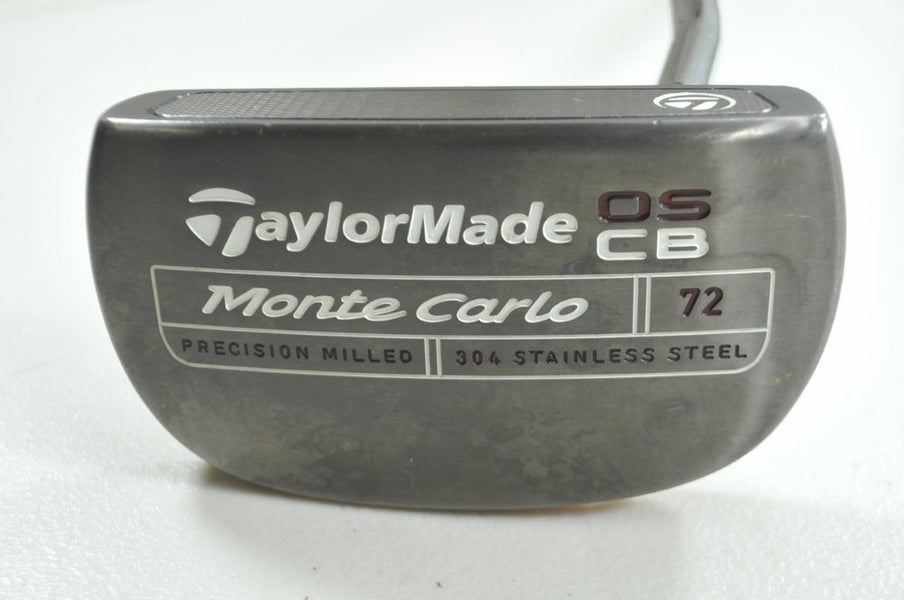 TaylorMade OS
CB
Monte Carlo 72
PRECISION MILLED 304 STAINLESS STEEL